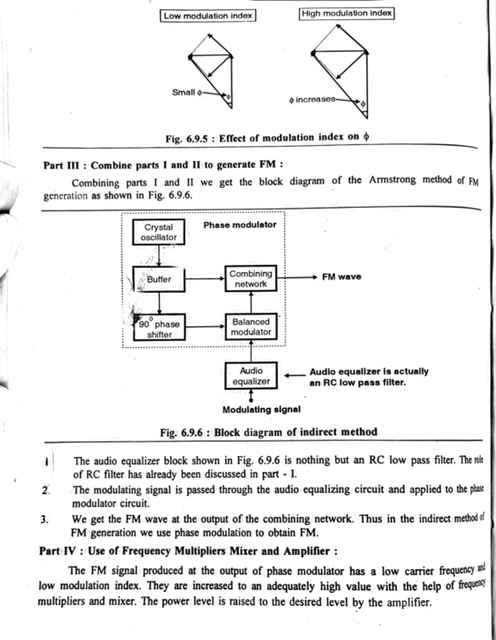 Low modulation index
High modulation index
Small ϕ
ϕ
ϕ increases
ϕ
Fig. 6.9.5 : Effect of modulation index on ϕ
Part III : Combine parts I and II to generate FM :
Combining parts I and II we get the block diagram of the Armstrong method of FM
generation as shown in Fig. 6.9.6.
Crystal
oscillator
Phase modulator
Buffer
Combining
network
FM wave
90° phase
shifter
Balanced
modulator
Audio
equalizer
Audio equalizer is actually
an RC low pass filter.
Modulating signal
Fig. 6.9.6 : Block diagram of indirect method
1 The audio equalizer block shown in Fig. 6.9.6 is nothing but an RC low pass filter. The role
of RC filter has already been discussed in part - I.
2. The modulating signal is passed through the audio equalizing circuit and applied to the phase
modulator circuit.
3. We get the FM wave at the output of the combining network. Thus in the indirect method of
FM generation we use phase modulation to obtain FM.
Part IV : Use of Frequency Multipliers Mixer and Amplifier :
The FM signal produced at the output of phase modulator has a low carrier frequency and
low modulation index. They are increased to an adequately high value with the help of frequency
multipliers and mixer. The power level is raised to the desired level by the amplifier.